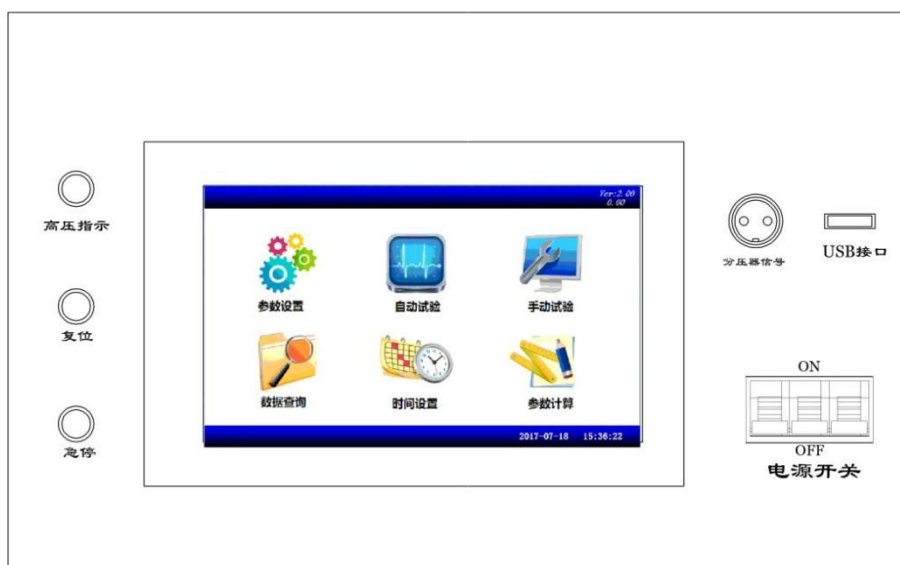 Ver:2.00
0.60
高压指示
分压器信号
USB接口
参数设置
自动试验
手动试验
复位
数据查询
时间设置
参数计算
ON
急停
2017-07-18 15:36:22
OFF
电源开关